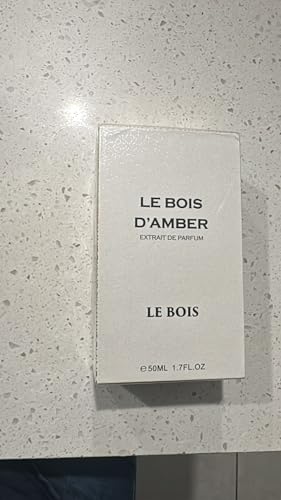 LE BOIS
D'AMBER
EXTRAIT DE PARFUM
LE BOIS
℮50ML 1.7FL.OZ